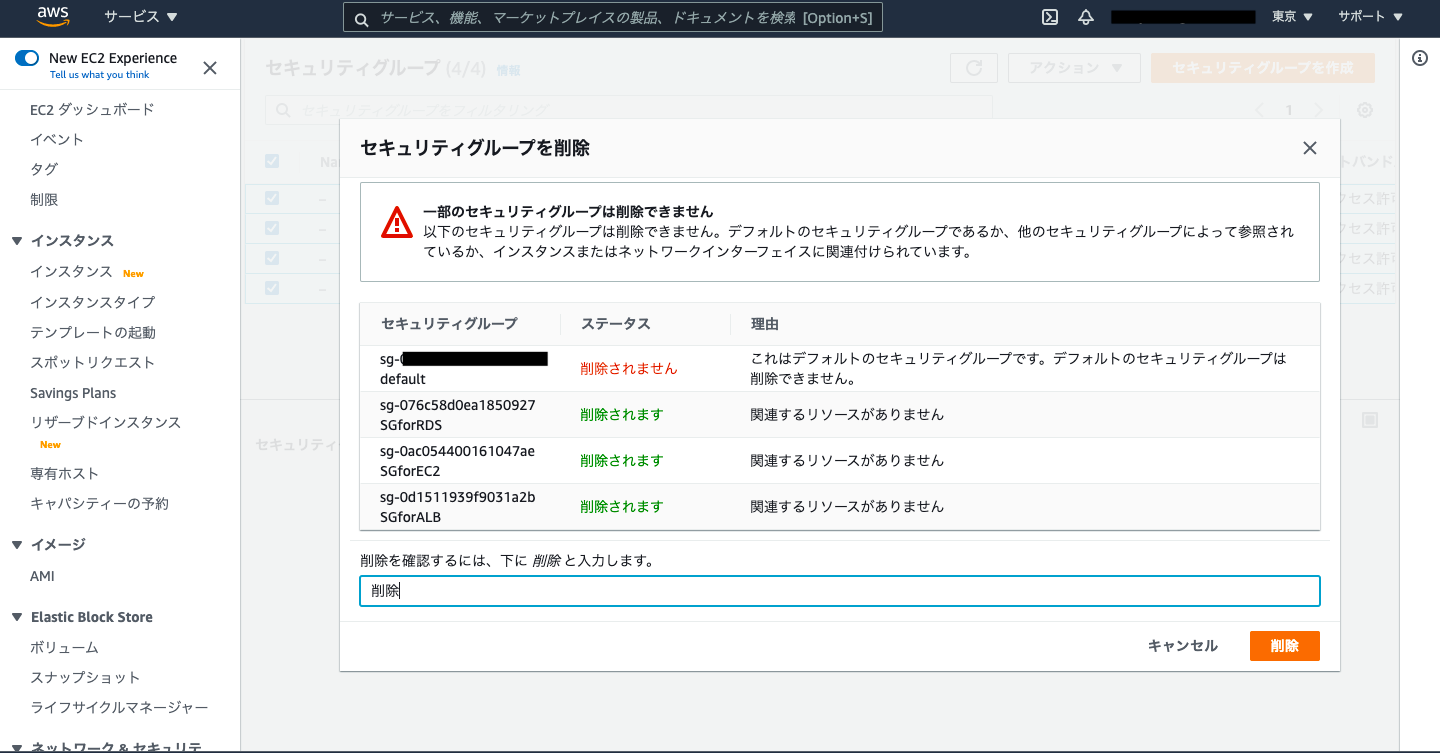 aws
サービス
サービス、機能、マーケットプレイスの製品、ドキュメントを検索 [Option+S]
東京
サポート
New EC2 Experience
Tell us what you think
EC2 ダッシュボード
イベント
タグ
制限
インスタンス
インスタンス New
インスタンスタイプ
テンプレートの起動
スポットリクエスト
Savings Plans
リザーブドインスタンス
New
専有ホスト
キャパシティーの予約
イメージ
AMI
Elastic Block Store
ボリューム
スナップショット
ライフサイクルマネージャー
ネットワーク & セキュリテ
セキュリティグループ (4/4) 情報
アクション
セキュリティグループを作成
セキュリティグループをフィルタリング
1
セキュリティグループを削除
一部のセキュリティグループは削除できません
以下のセキュリティグループは削除できません。デフォルトのセキュリティグループであるか、他のセキュリティグループによって参照され
ているか、インスタンスまたはネットワークインターフェイスに関連付けられています。
セキュリティグループ ステータス 理由
sg- 削除されません これはデフォルトのセキュリティグループです。デフォルトのセキュリティグループは
default 削除できません。
sg-076c58d0ea1850927 削除されます 関連するリソースがありません
SGforRDS
sg-0ac054400161047ae 削除されます 関連するリソースがありません
SGforEC2
sg-0d1511939f9031a2b 削除されます 関連するリソースがありません
SGforALB
削除を確認するには、下に 削除 と入力します。
削除
キャンセル 削除